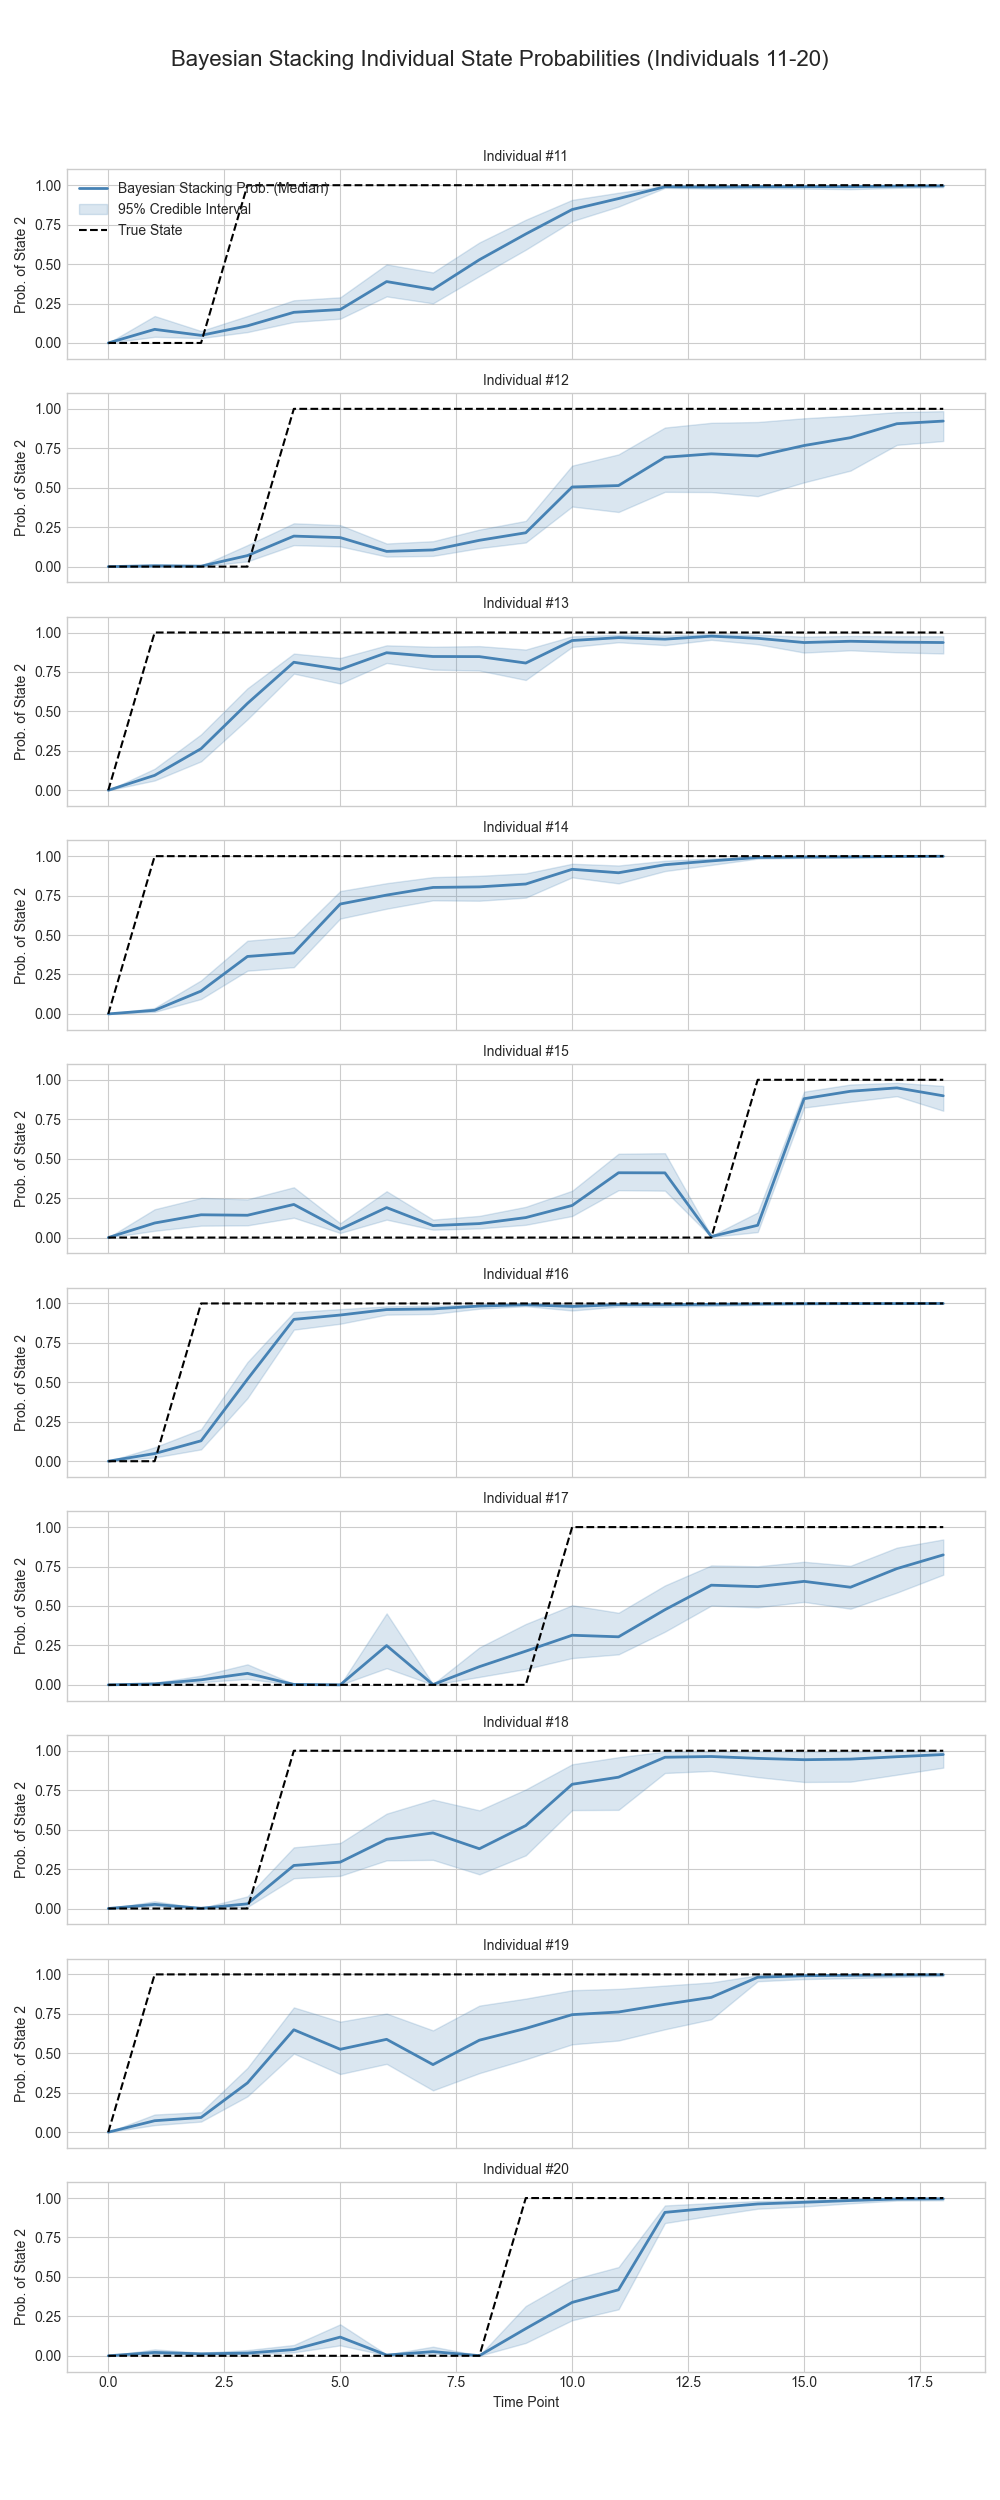 Bayesian Stacking Individual State Probabilities (Individuals 11-20)
Individual #11
Bayesian Stacking Prob. (Median)
95% Credible Interval
True State
Prob. of State 2
1.00
0.75
0.50
0.25
0.00
Individual #12
Prob. of State 2
1.00
0.75
0.50
0.25
0.00
Individual #13
Prob. of State 2
1.00
0.75
0.50
0.25
0.00
Individual #14
Prob. of State 2
1.00
0.75
0.50
0.25
0.00
Individual #15
Prob. of State 2
1.00
0.75
0.50
0.25
0.00
Individual #16
Prob. of State 2
1.00
0.75
0.50
0.25
0.00
Individual #17
Prob. of State 2
1.00
0.75
0.50
0.25
0.00
Individual #18
Prob. of State 2
1.00
0.75
0.50
0.25
0.00
Individual #19
Prob. of State 2
1.00
0.75
0.50
0.25
0.00
Individual #20
Prob. of State 2
1.00
0.75
0.50
0.25
0.00
0.0 2.5 5.0 7.5 10.0 12.5 15.0 17.5
Time Point